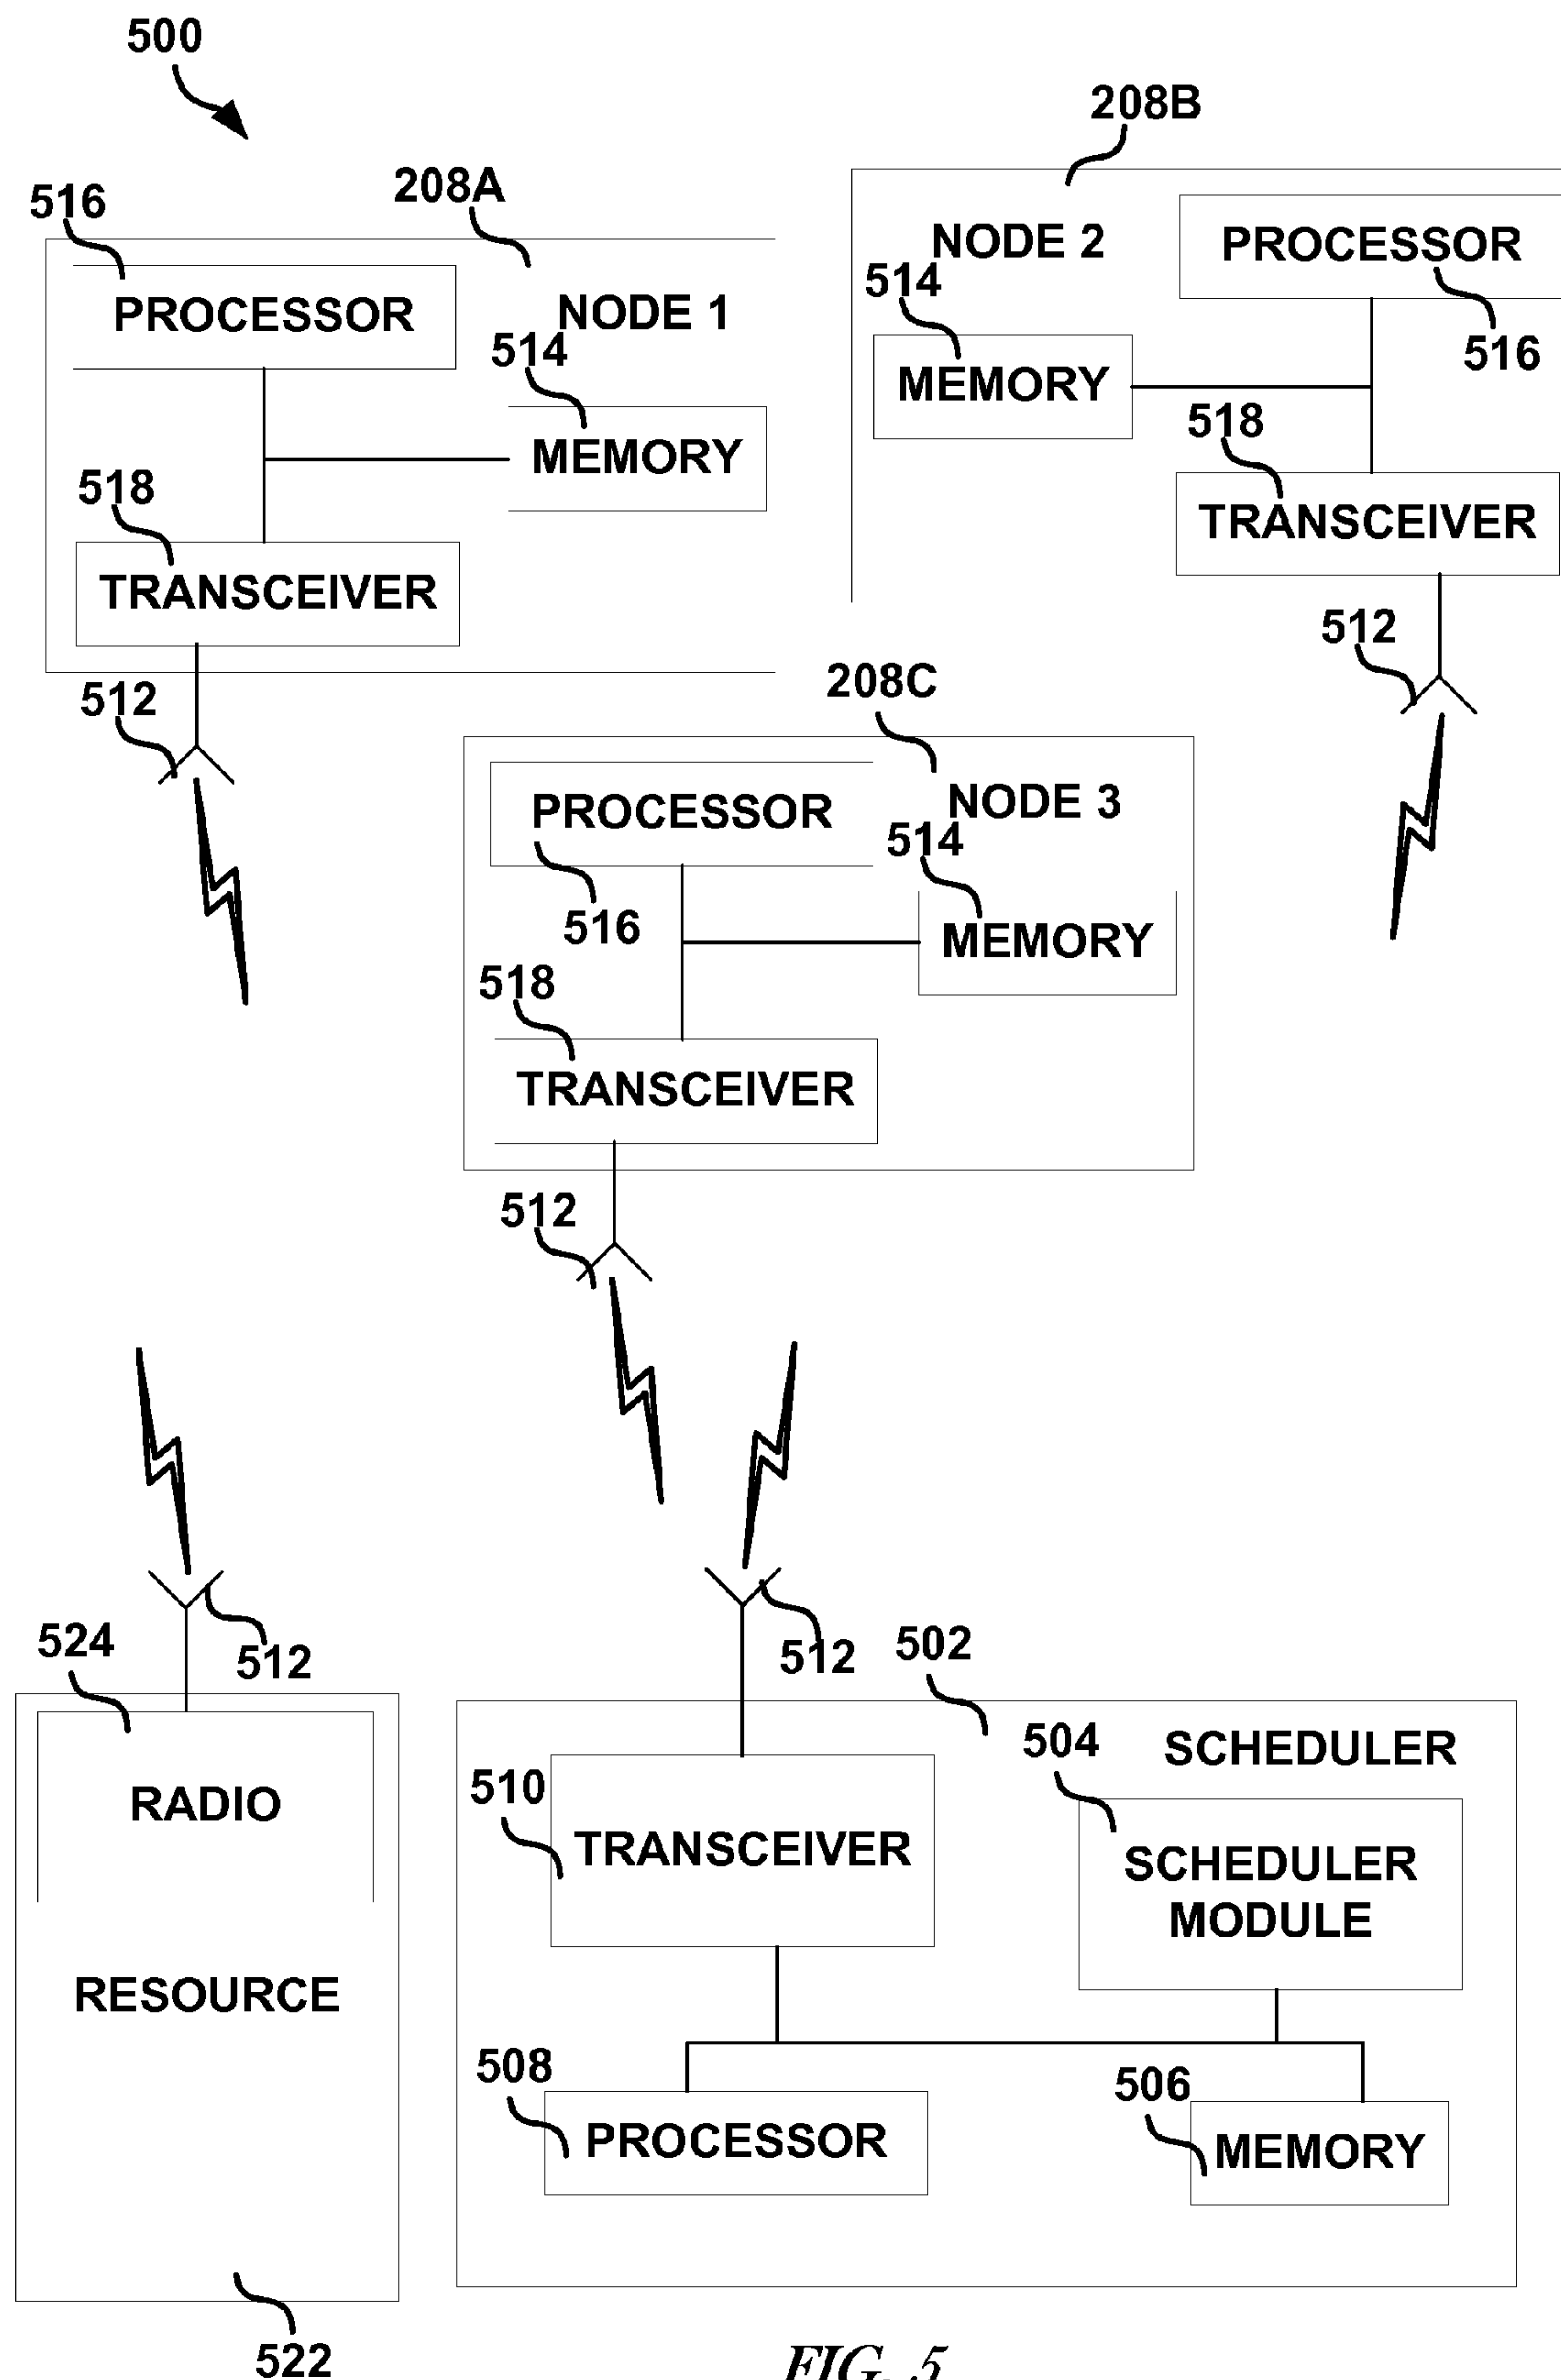 500
208B
208A
516
NODE 2
PROCESSOR
514
PROCESSOR
NODE 1
514
516
MEMORY
518
MEMORY
518
TRANSCEIVER
TRANSCEIVER
512
208C
512
PROCESSOR
NODE 3
514
516
MEMORY
518
TRANSCEIVER
512
524
512
512
502
504
SCHEDULER
510
RADIO
TRANSCEIVER
SCHEDULER
MODULE
RESOURCE
508
506
PROCESSOR
MEMORY
522
FIG. 5